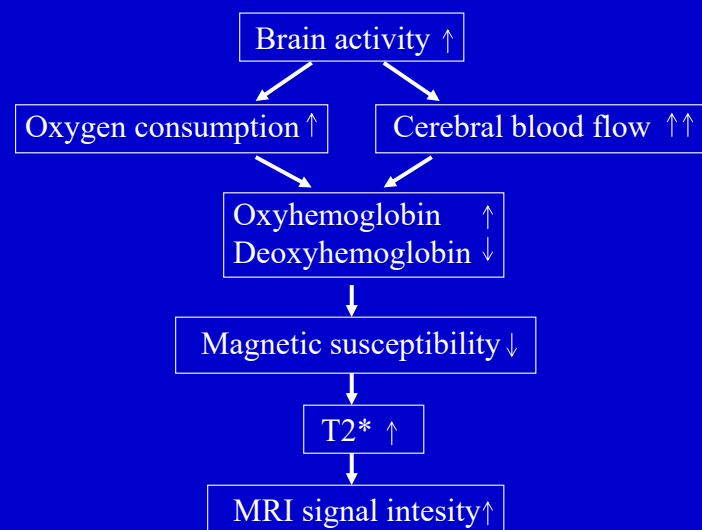 Brain activity ↑
Oxygen consumption ↑ Cerebral blood flow ↑↑
Oxyhemoglobin ↑
Deoxyhemoglobin ↓
Magnetic susceptibility ↓
T2* ↑
MRI signal intesity ↑